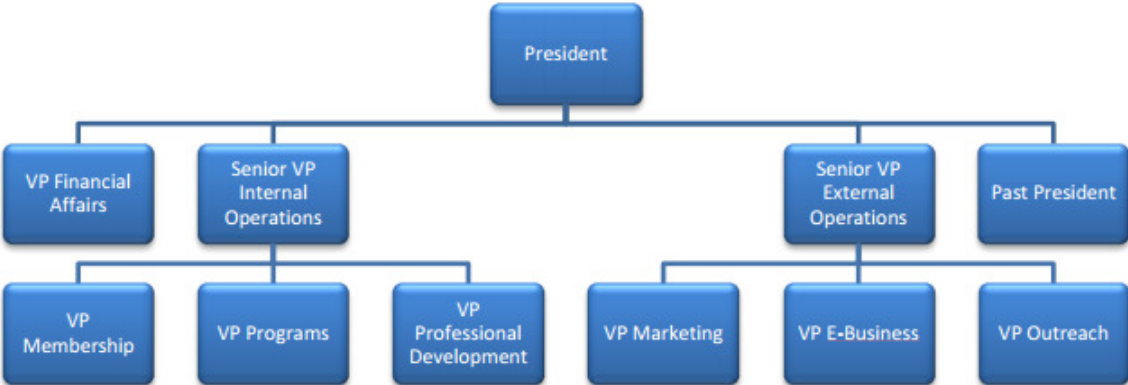 President
VP Financial
Affairs
Senior VP
Internal
Operations
Senior VP
External
Operations
Past President
VP
Membership
VP Programs
VP
Professional
Development
VP Marketing
VP E-Business
VP Outreach